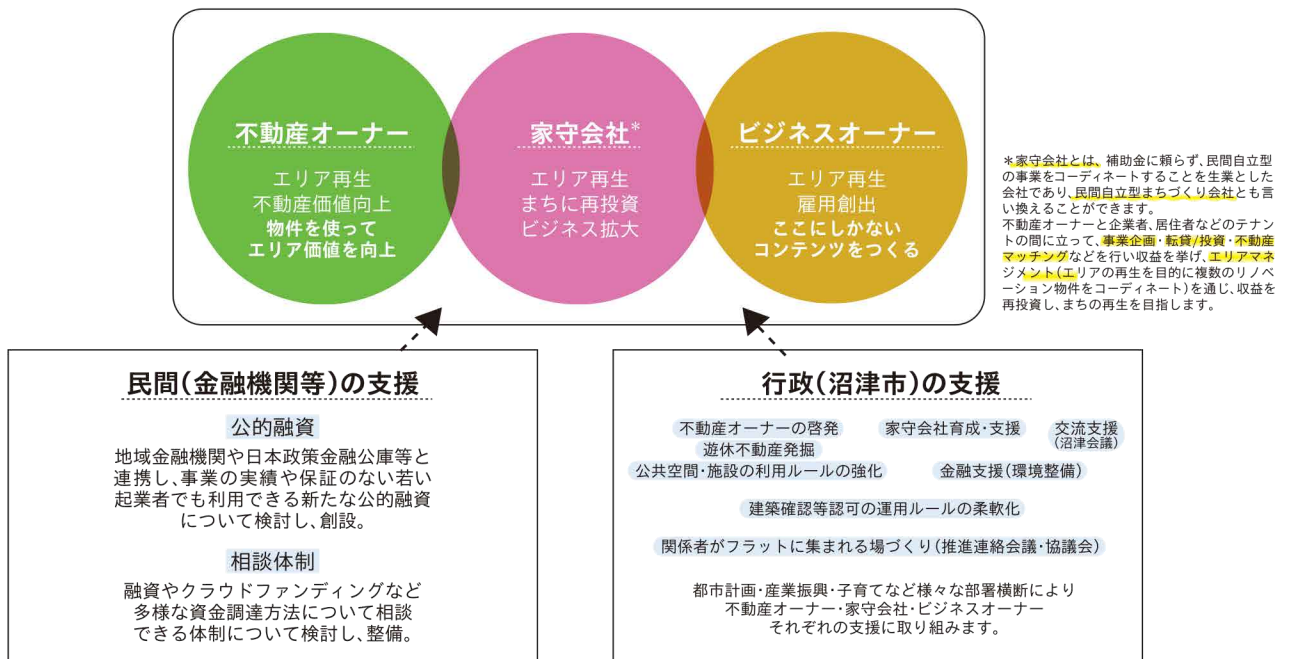 不動産オーナー
エリア再生
不動産価値向上
物件を使って
エリア価値を向上
家守会社*
エリア再生
まちに再投資
ビジネス拡大
ビジネスオーナー
エリア再生
雇用創出
ここにしかない
コンテンツをつくる
*家守会社とは、補助金に頼らず、民間自立型
の事業をコーディネートすることを生業とした
会社であり、民間自立型まちづくり会社とも言
い換えることができます。
不動産オーナーと企業者、居住者などのテナン
トの間に立って、事業企画・転貸/投資・不動産
マッチングなどを行い収益を挙げ、エリアマネ
ジメント(エリアの再生を目的に複数のリノベ
ーション物件をコーディネート)を通じ、収益を
再投資し、まちの再生を目指します。
民間(金融機関等)の支援
公的融資
地域金融機関や日本政策金融公庫等と
連携し、事業の実績や保証のない若い
起業者でも利用できる新たな公的融資
について検討し、創設。
相談体制
融資やクラウドファンディングなど
多様な資金調達方法について相談
できる体制について検討し、整備。
行政(沼津市)の支援
不動産オーナーの啓発
家守会社育成・支援
交流支援
(沼津会議)
遊休不動産発掘
公共空間・施設の利用ルールの強化
金融支援(環境整備)
建築確認等認可の運用ルールの柔軟化
関係者がフラットに集まれる場づくり(推進連絡会議・協議会)
都市計画・産業振興・子育てなど様々な部署横断により
不動産オーナー・家守会社・ビジネスオーナー
それぞれの支援に取り組みます。